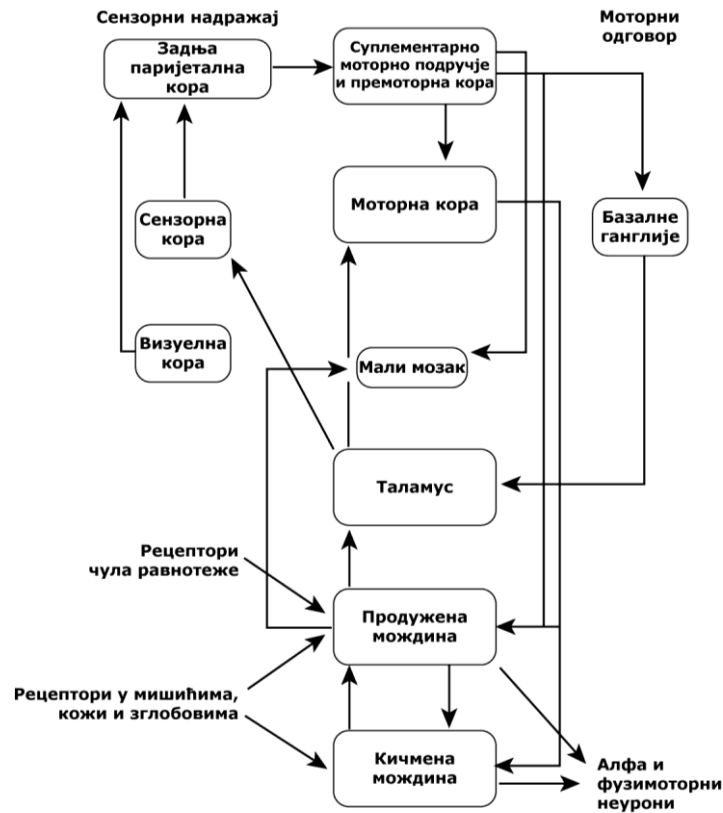 Сензорни надражај
Моторни
одговор
Задња
паријетална
кора
Суплементарно
моторно подручје
и премоторна кора
Моторна кора
Сензорна
кора
Базалне
ганглије
Визуелна
кора
Мали мозак
Таламус
Рецептори
чула равнотеже
Продужена
мождина
Рецептори у мишићима,
кожи и зглобовима
Кичмена
мождина
Алфа и
фузимоторни
неурони